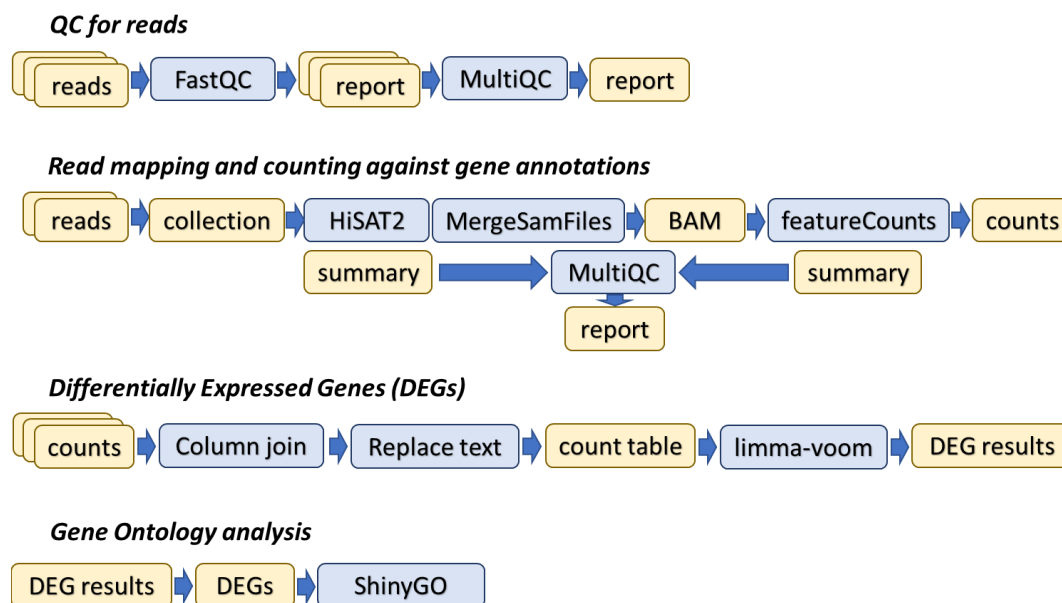 QC for reads
reads FastQC report MultiQC report
Read mapping and counting against gene annotations
reads collection HiSAT2 MergeSamFiles BAM featureCounts counts
summary MultiQC summary
report
Differentially Expressed Genes (DEGs)
counts Column join Replace text count table limma-voom DEG results
Gene Ontology analysis
DEG results DEGs ShinyGO